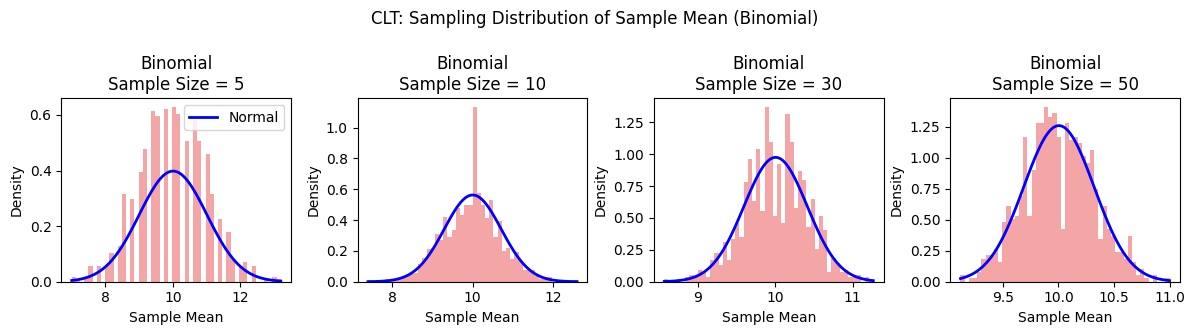 CLT: Sampling Distribution of Sample Mean (Binomial)
Binomial
Sample Size = 5
Density
0.6
0.4
0.2
0.0
Normal
8
10
12
Sample Mean
Binomial
Sample Size = 10
Density
1.0
0.8
0.6
0.4
0.2
0.0
8
10
12
Sample Mean
Binomial
Sample Size = 30
Density
1.25
1.00
0.75
0.50
0.25
0.00
9
10
11
Sample Mean
Binomial
Sample Size = 50
Density
1.25
1.00
0.75
0.50
0.25
0.00
9.5
10.0
10.5
11.0
Sample Mean